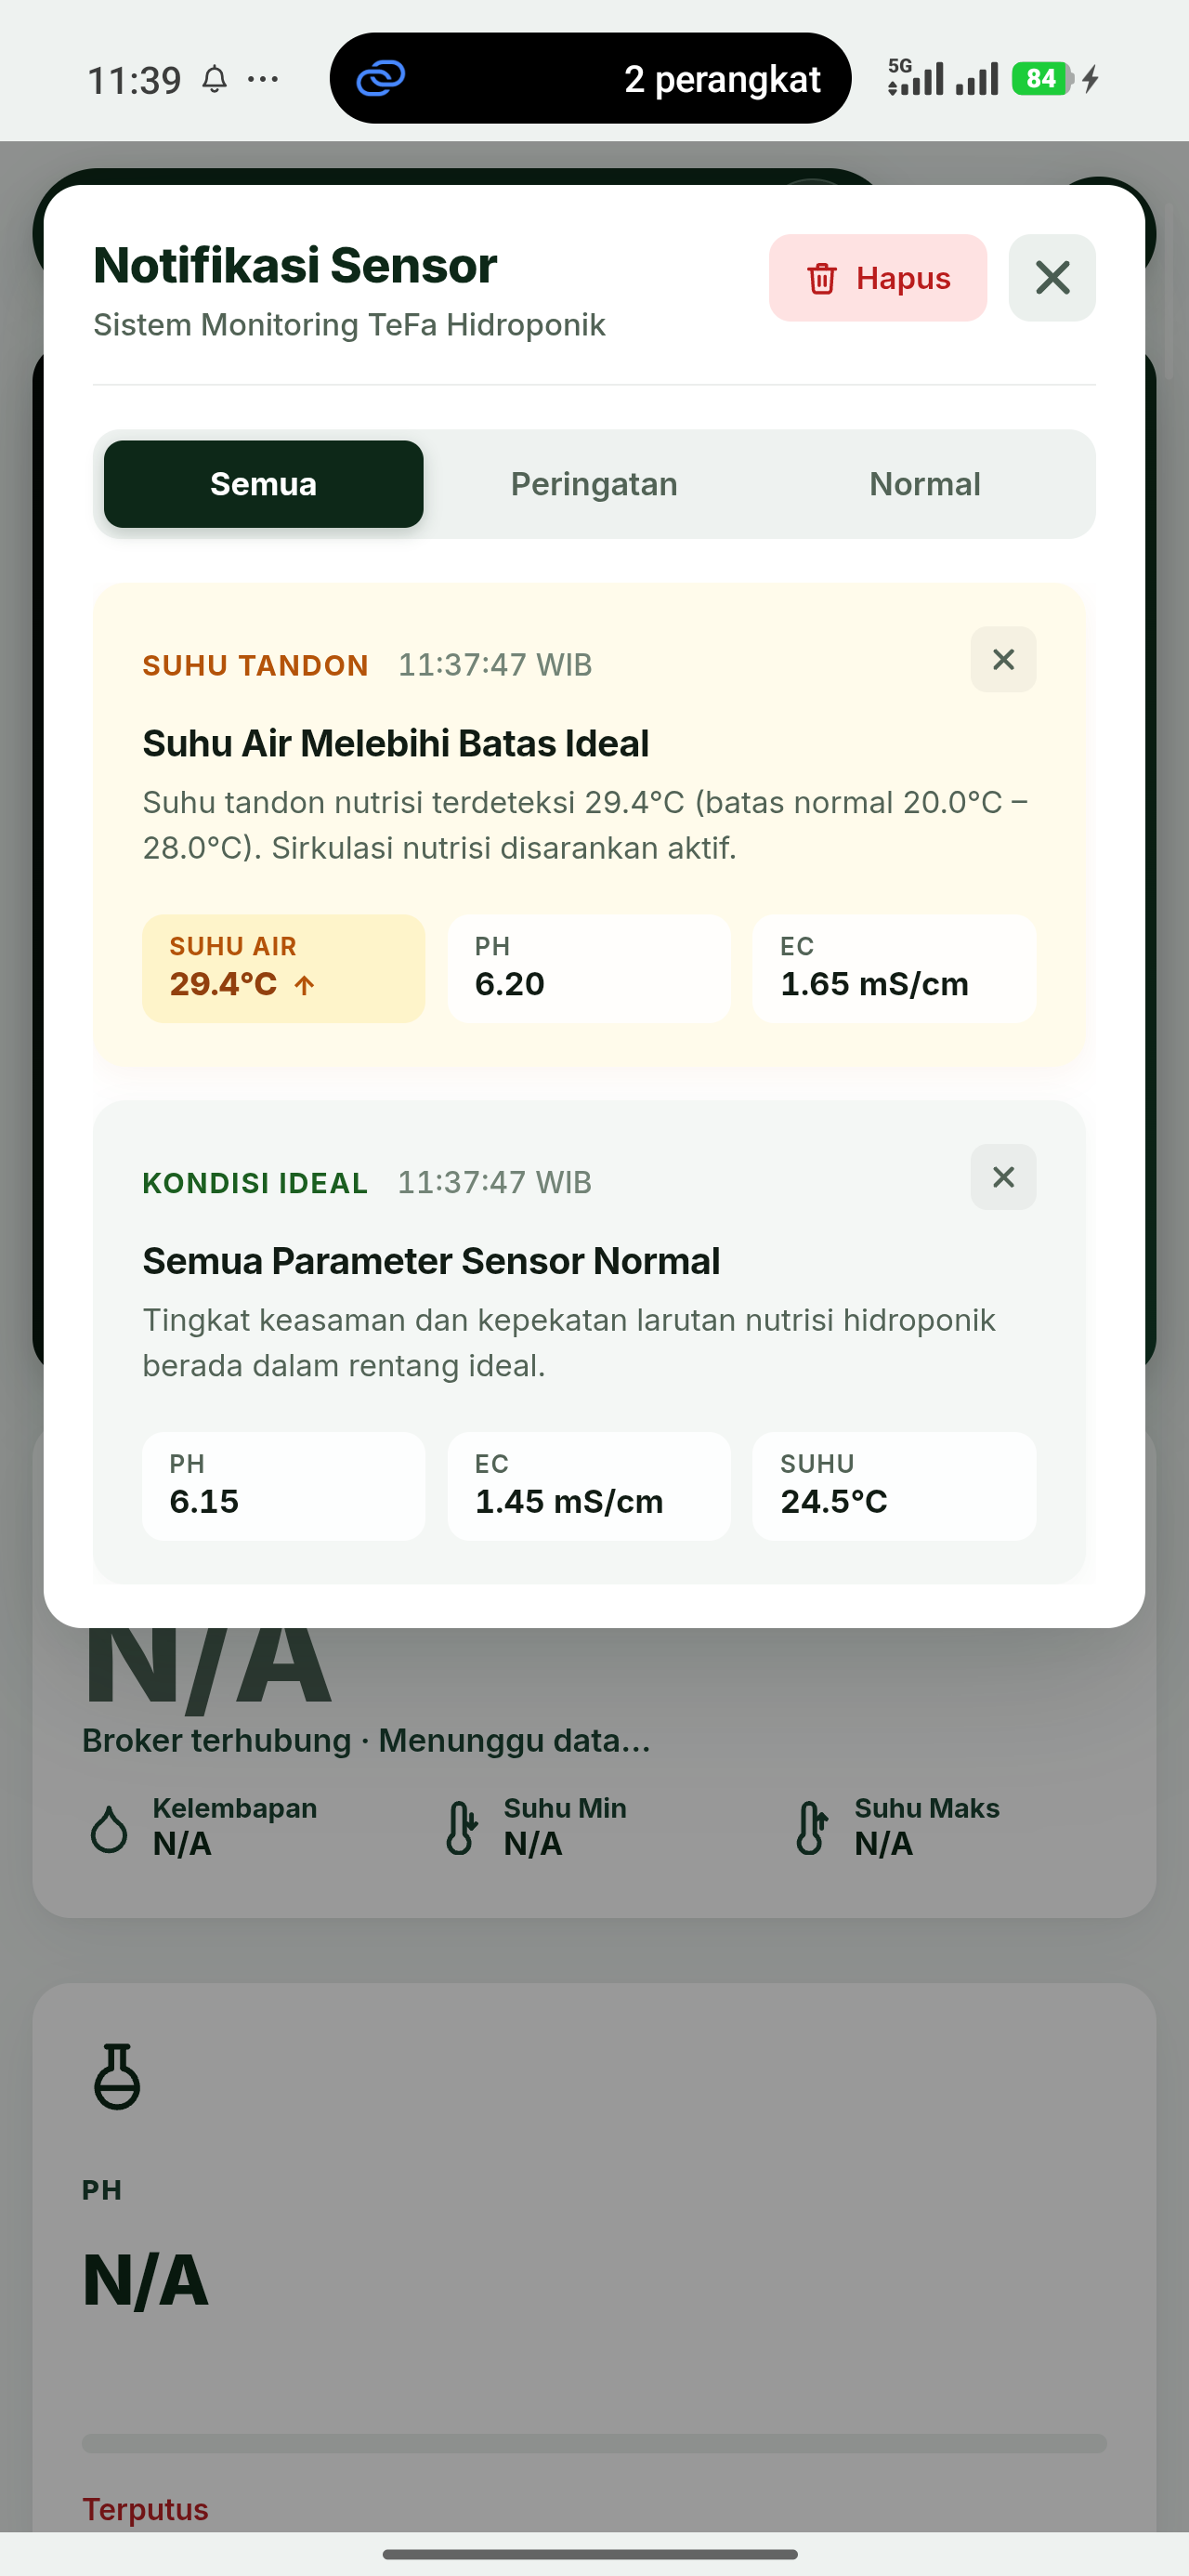 11:39
2 perangkat
5G
84
Notifikasi Sensor
Hapus
Sistem Monitoring TeFa Hidroponik
Semua
Peringatan
Normal
SUHU TANDON 11:37:47 WIB
Suhu Air Melebihi Batas Ideal
Suhu tandon nutrisi terdeteksi 29.4°C (batas normal 20.0°C –
28.0°C). Sirkulasi nutrisi disarankan aktif.
SUHU AIR
29.4°C ↑
PH
6.20
EC
1.65 mS/cm
KONDISI IDEAL 11:37:47 WIB
Semua Parameter Sensor Normal
Tingkat keasaman dan kepekatan larutan nutrisi hidroponik
berada dalam rentang ideal.
PH
6.15
EC
1.45 mS/cm
SUHU
24.5°C
N/A
Broker terhubung · Menunggu data...
Kelembapan
N/A
Suhu Min
N/A
Suhu Maks
N/A
PH
N/A
Terputus